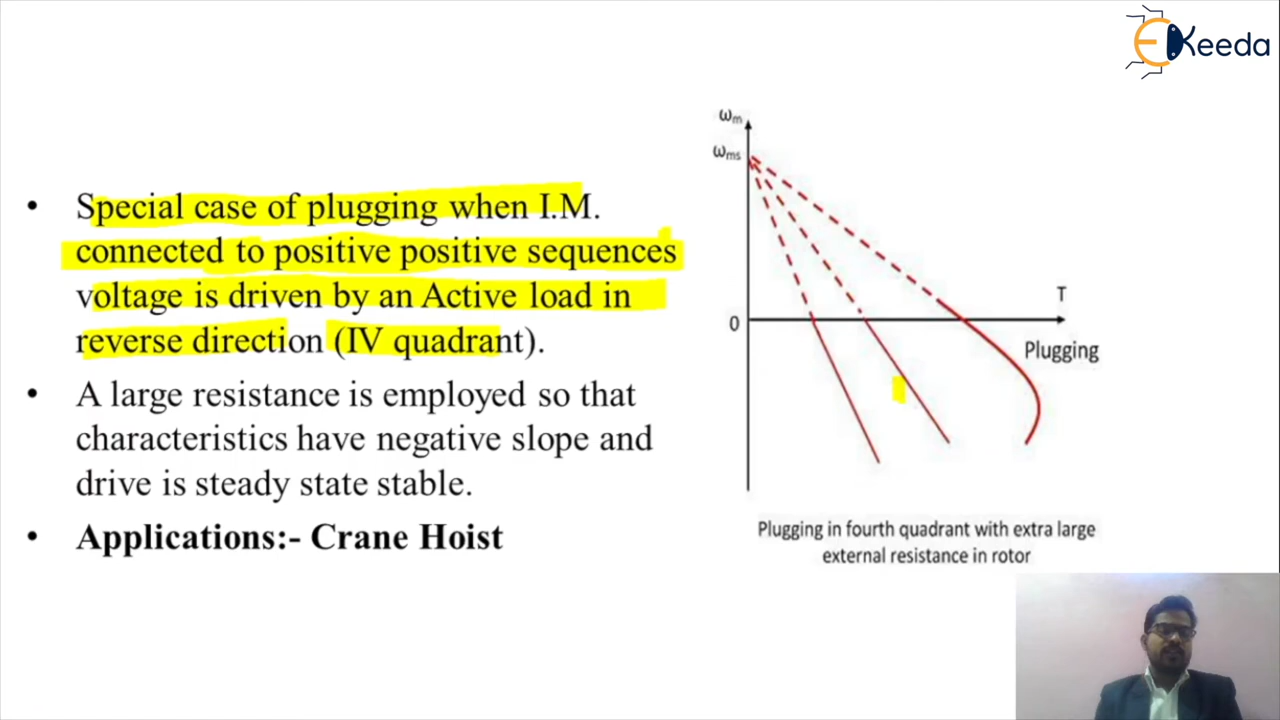 EKeeda
• Special case of plugging when I.M.
connected to positive positive sequences
voltage is driven by an Active load in
reverse direction (IV quadrant).
• A large resistance is employed so that
characteristics have negative slope and
drive is steady state stable.
• Applications:- Crane Hoist
ωm
ωms
T
0
Plugging
Plugging in fourth quadrant with extra large
external resistance in rotor